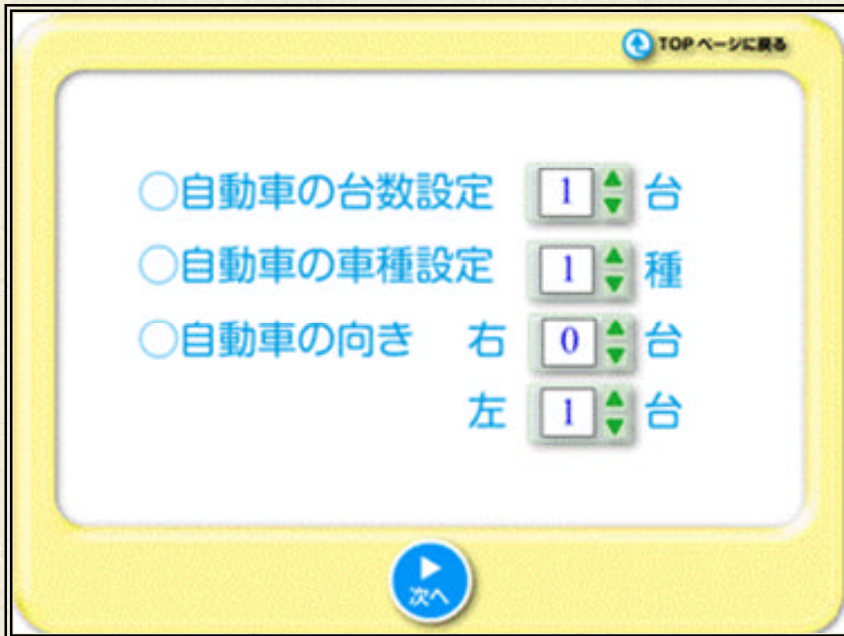 TOPページに戻る
○自動車の台数設定 1 台
○自動車の車種設定 1 種
○自動車の向き 右 0 台
左 1 台
次へ